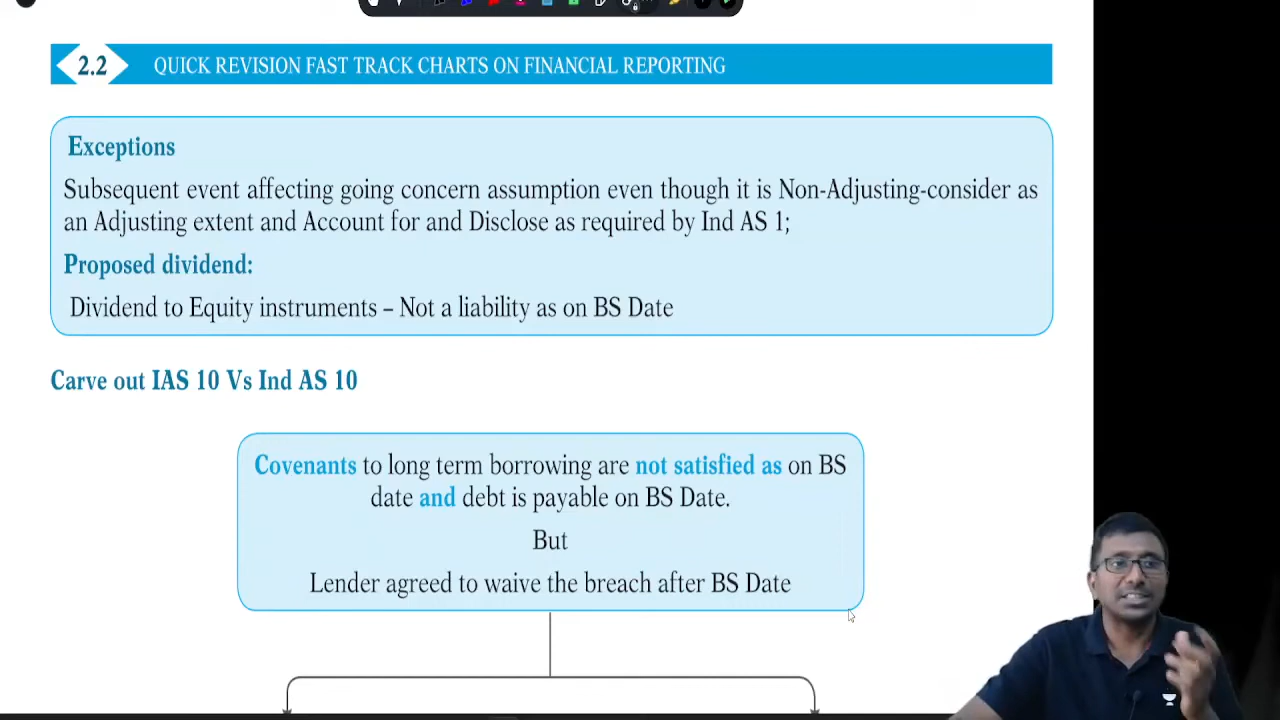 2.2 QUICK REVISION FAST TRACK CHARTS ON FINANCIAL REPORTING
Exceptions
Subsequent event affecting going concern assumption even though it is Non-Adjusting-consider as
an Adjusting extent and Account for and Disclose as required by Ind AS 1;
Proposed dividend:
Dividend to Equity instruments – Not a liability as on BS Date
Carve out IAS 10 Vs Ind AS 10
Covenants to long term borrowing are not satisfied as on BS
date and debt is payable on BS Date.
But
Lender agreed to waive the breach after BS Date